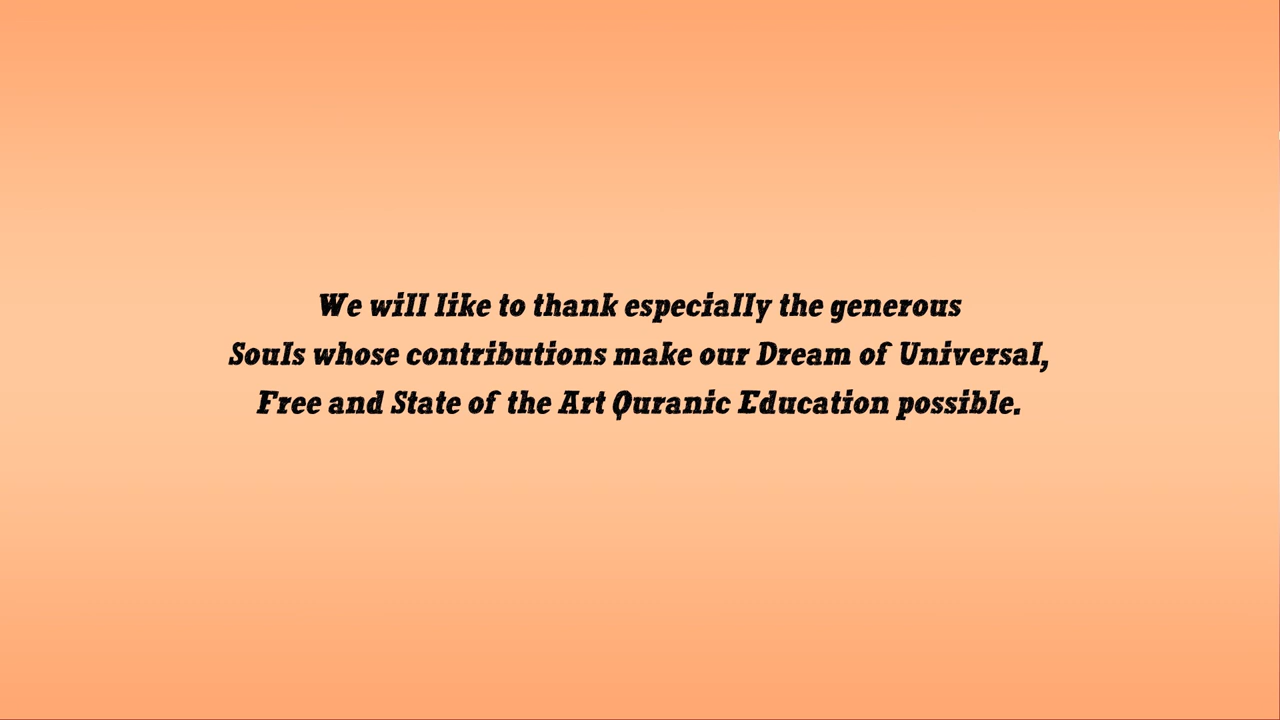 We will like to thank especially the generous
Souls whose contributions make our Dream of Universal,
Free and State of the Art Quranic Education possible.